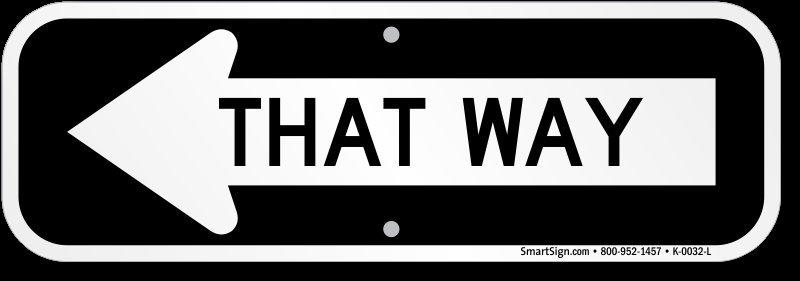 THAT WAY
SmartSign.com • 800-952-1457 • K-0032-L